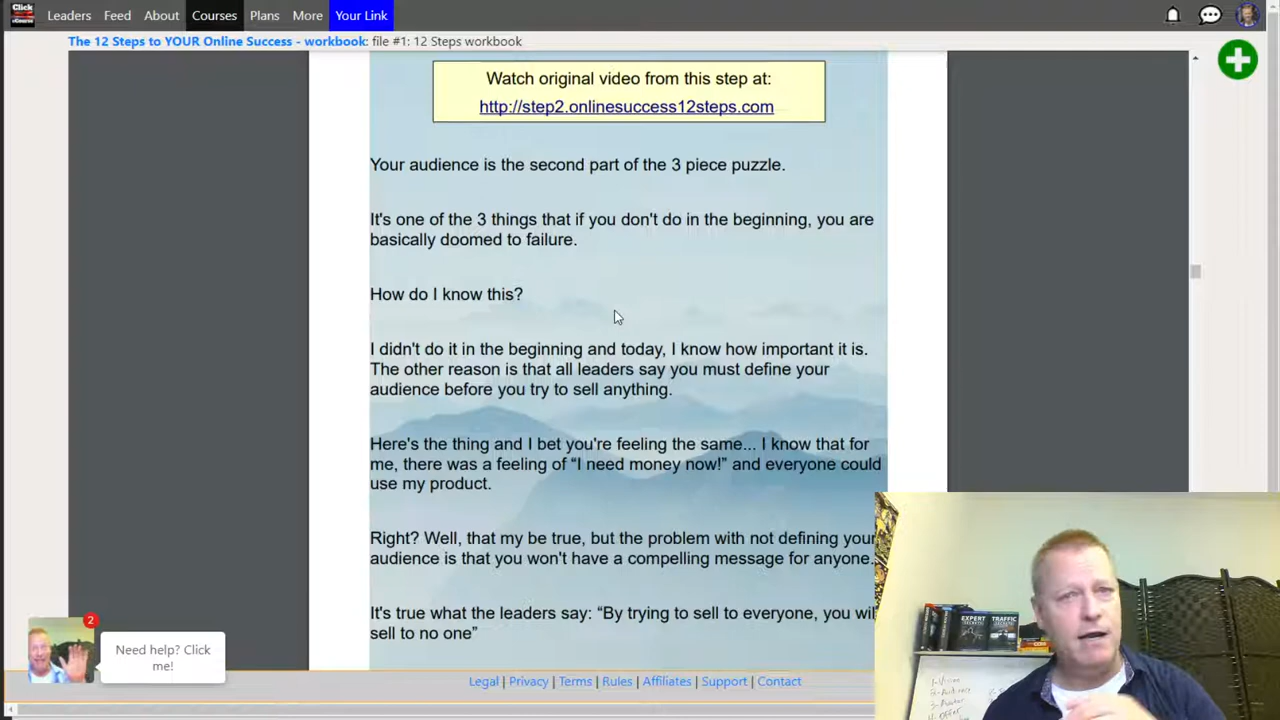 Click
eCourse
Leaders Feed About Courses Plans More Your Link
The 12 Steps to YOUR Online Success - workbook: file #1: 12 Steps workbook
Watch original video from this step at:
http://step2.onlinesuccess12steps.com
Your audience is the second part of the 3 piece puzzle.
It's one of the 3 things that if you don't do in the beginning, you are
basically doomed to failure.
How do I know this?
I didn't do it in the beginning and today, I know how important it is.
The other reason is that all leaders say you must define your
audience before you try to sell anything.
Here's the thing and I bet you're feeling the same... I know that for
me, there was a feeling of “I need money now!” and everyone could
use my product.
Right? Well, that my be true, but the problem with not defining your
audience is that you won't have a compelling message for anyone.
It's true what the leaders say: “By trying to sell to everyone, you will
sell to no one”
2
Need help? Click
me!
EXPERT
SECRETS
TRAFFIC
SECRETS
Legal | Privacy | Terms | Rules | Affiliates | Support | Contact